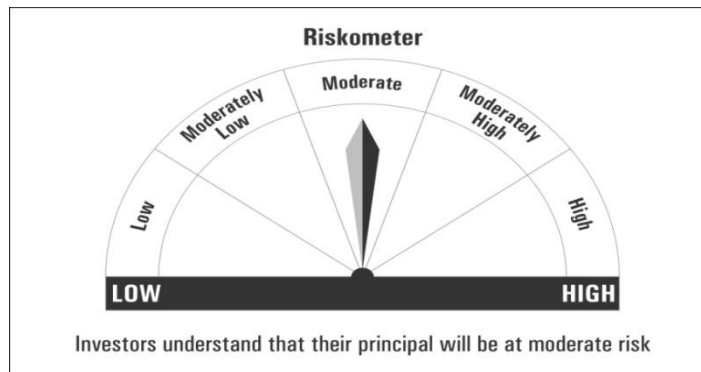 Riskometer
Low
Moderately
Low
Moderate
Moderately
High
High
LOW
HIGH
Investors understand that their principal will be at moderate risk